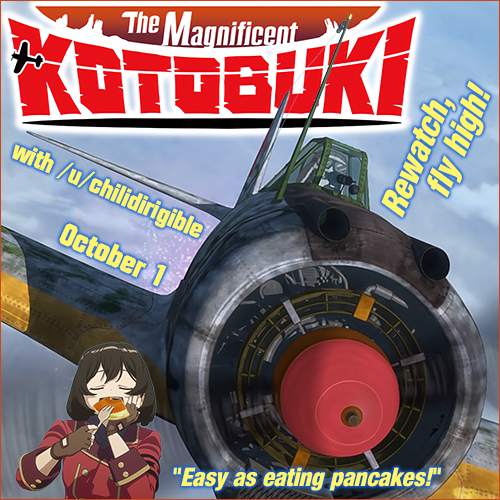 The Magnificent
KOTOBUKI
Rewatch,
fly high!
with /u/chilidirigible
October 1
"Easy as eating pancakes!"